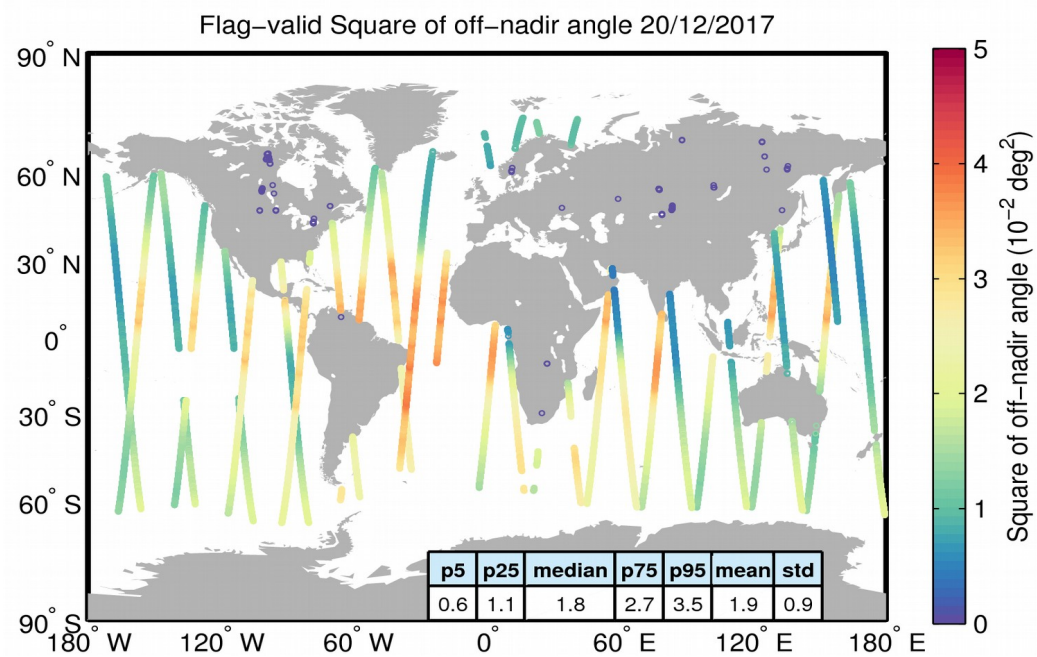 Flag−valid Square of off−nadir angle 20/12/2017
90° N
60° N
30° N
0°
30° S
60° S
90° S
180° W
120° W
60° W
0°
60° E
120° E
180° E
p5 p25 median p75 p95 mean std
0.6 1.1 1.8 2.7 3.5 1.9 0.9
5
4
3
2
1
0
Square of off−nadir angle (10⁻² deg²)